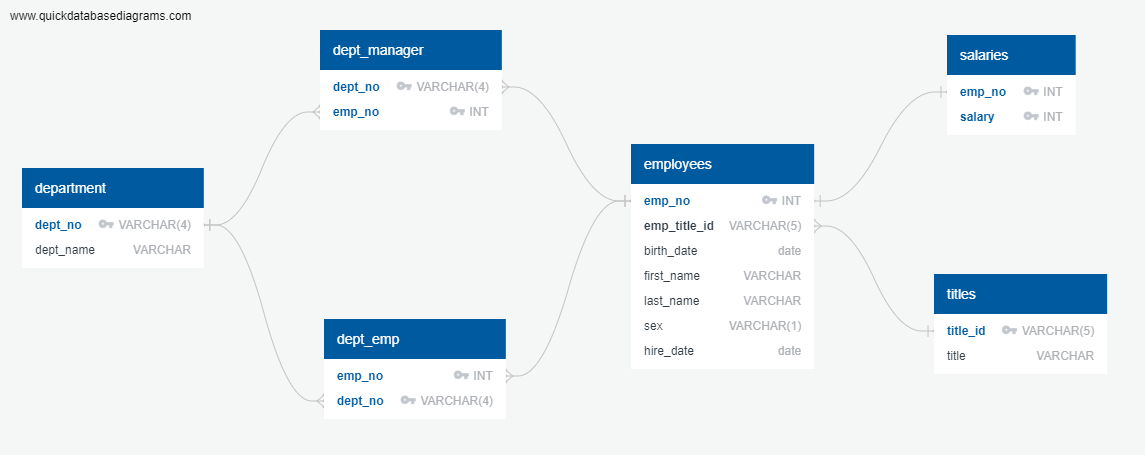 www.quickdatabasediagrams.com
dept_manager
dept_no VARCHAR(4)
emp_no INT
department
dept_no VARCHAR(4)
dept_name VARCHAR
dept_emp
emp_no INT
dept_no VARCHAR(4)
employees
emp_no INT
emp_title_id VARCHAR(5)
birth_date date
first_name VARCHAR
last_name VARCHAR
sex VARCHAR(1)
hire_date date
salaries
emp_no INT
salary INT
titles
title_id VARCHAR(5)
title VARCHAR